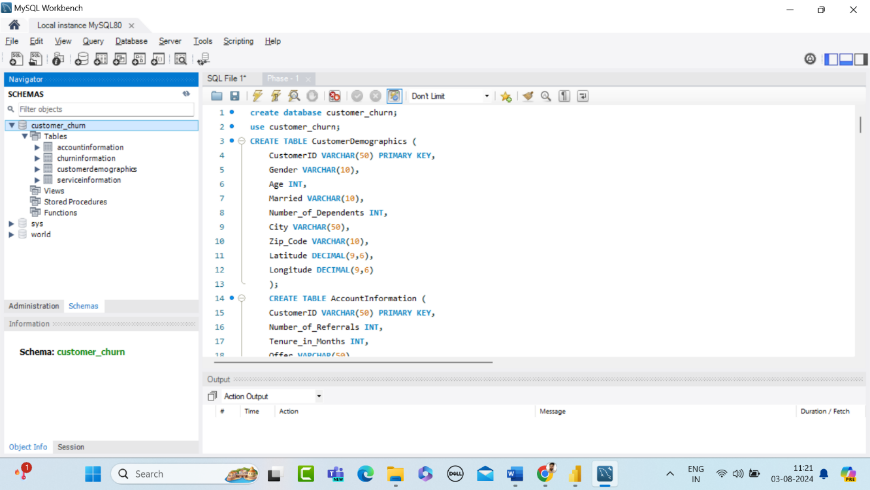 MySQL Workbench
Local instance MySQL80
File Edit View Query Database Server Tools Scripting Help
Navigator
SCHEMAS
Filter objects
customer_churn
Tables
accountinformation
churninformation
customerdemographics
serviceinformation
Views
Stored Procedures
Functions
sys
world
Administration Schemas
Information
Schema: customer_churn
Object Info Session
SQL File 1* Phase - 1
Don't Limit
1 create database customer_churn;
2 use customer_churn;
3 CREATE TABLE CustomerDemographics (
4 CustomerID VARCHAR(50) PRIMARY KEY,
5 Gender VARCHAR(10),
6 Age INT,
7 Married VARCHAR(10),
8 Number_of_Dependents INT,
9 City VARCHAR(50),
10 Zip_Code VARCHAR(10),
11 Latitude DECIMAL(9,6),
12 Longitude DECIMAL(9,6)
13 );
14 CREATE TABLE AccountInformation (
15 CustomerID VARCHAR(50) PRIMARY KEY,
16 Number_of_Referrals INT,
17 Tenure_in_Months INT,
18 Offer VARCHAR(50)
Output
Action Output
# Time Action Message Duration / Fetch
1
Search
NEW
DELL
ENG
IN
11:21
03-08-2024
PRE